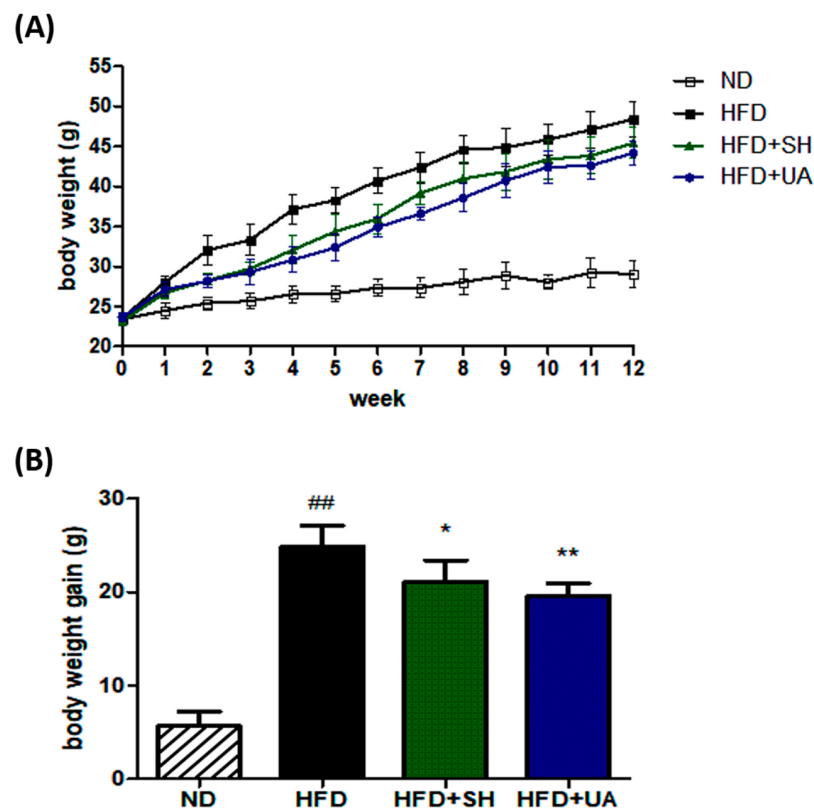 (A)
body weight (g)
55
50
45
40
35
30
25
20
0 1 2 3 4 5 6 7 8 9 10 11 12
week
ND
HFD
HFD+SH
HFD+UA
(B)
body weight gain (g)
30
20
10
0
##
*
**
ND HFD HFD+SH HFD+UA